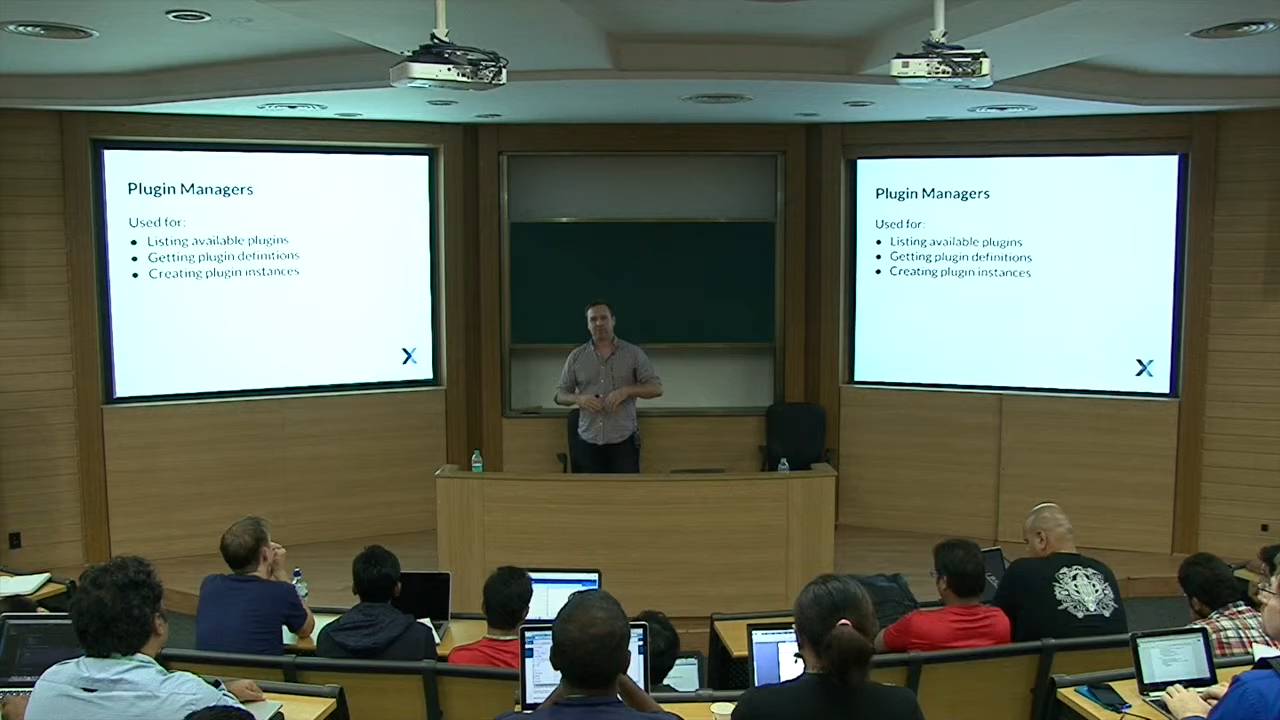 Plugin Managers
Used for:
● Listing available plugins
● Getting plugin definitions
● Creating plugin instances
X
Plugin Managers
Used for:
● Listing available plugins
● Getting plugin definitions
● Creating plugin instances
X